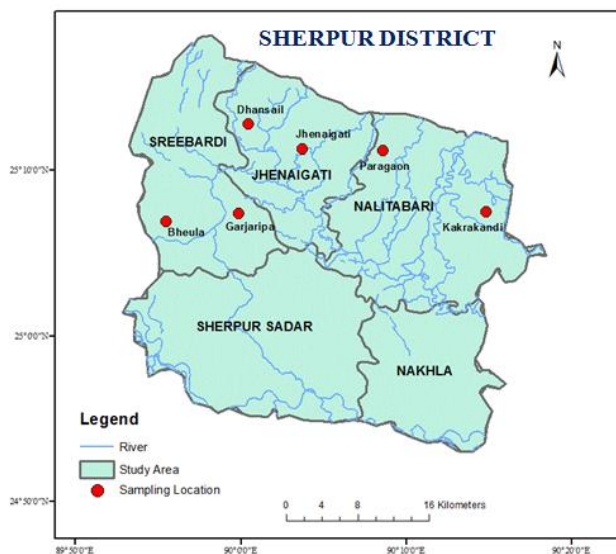 SHERPUR DISTRICT
N
Dhansail
Jhenaigati
SREEBARDI
Paragaon
25°10'0"N
JHENAIGATI
NALITABARI
Bheula
Garjaripa
Kakrakandi
25°0'0"N
SHERPUR SADAR
NAKHLA
Legend
River
Study Area
Sampling Location
24°50'0"N
0 4 8 16 Kilometers
89°50'0"E 90°0'0"E 90°10'0"E 90°20'0"E